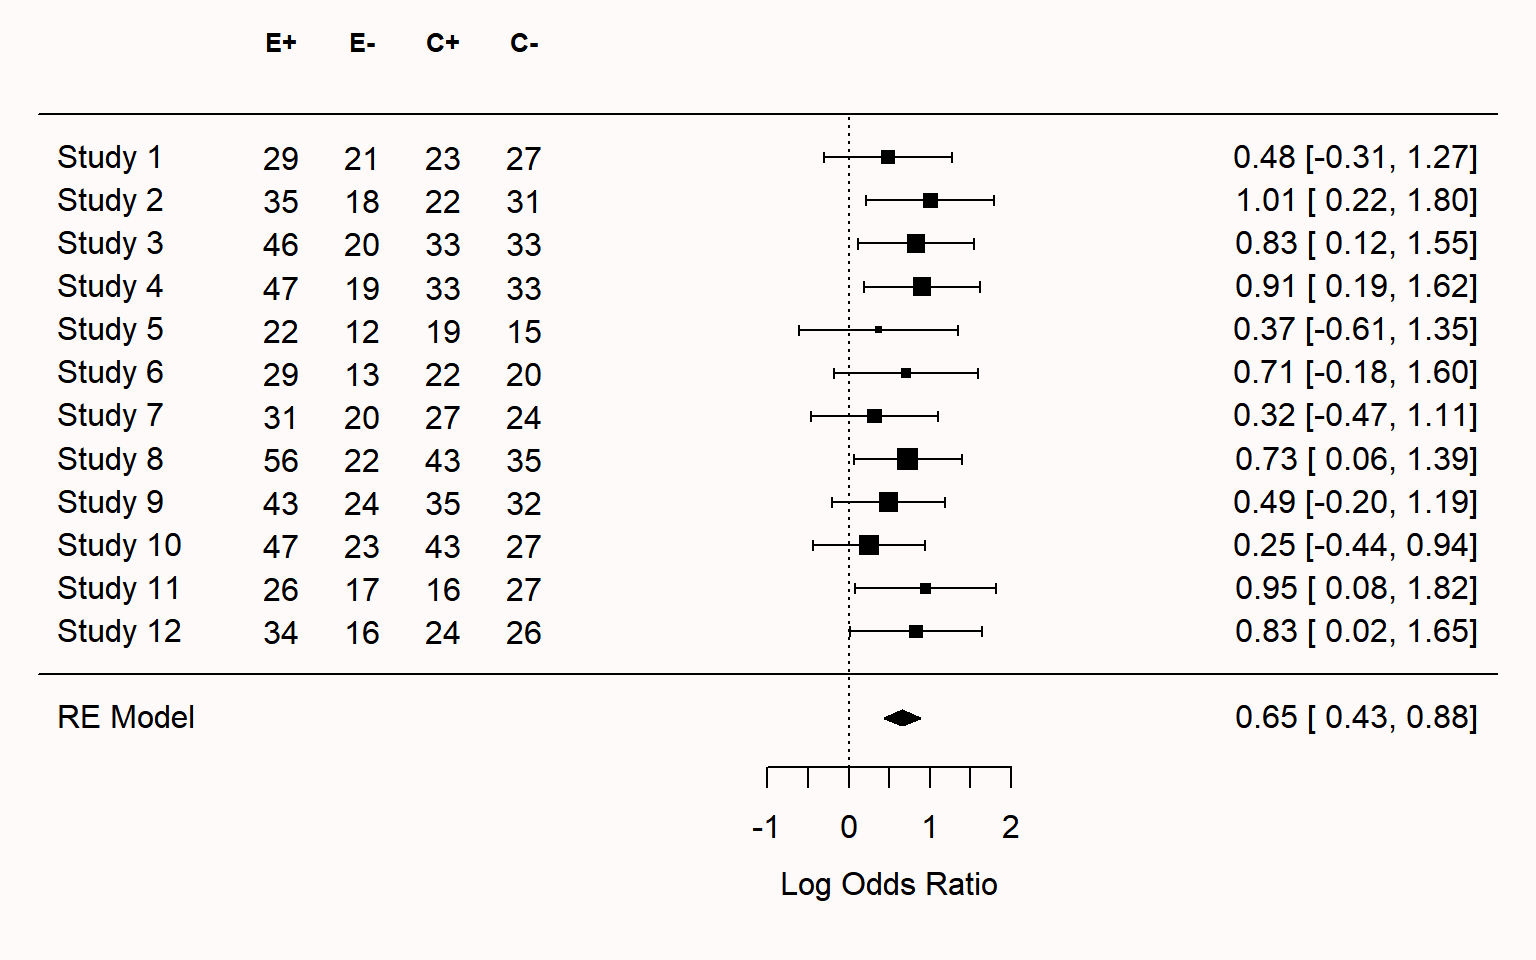 E+ E- C+ C-
Study 1 29 21 23 27 0.48 [-0.31, 1.27]
Study 2 35 18 22 31 1.01 [ 0.22, 1.80]
Study 3 46 20 33 33 0.83 [ 0.12, 1.55]
Study 4 47 19 33 33 0.91 [ 0.19, 1.62]
Study 5 22 12 19 15 0.37 [-0.61, 1.35]
Study 6 29 13 22 20 0.71 [-0.18, 1.60]
Study 7 31 20 27 24 0.32 [-0.47, 1.11]
Study 8 56 22 43 35 0.73 [ 0.06, 1.39]
Study 9 43 24 35 32 0.49 [-0.20, 1.19]
Study 10 47 23 43 27 0.25 [-0.44, 0.94]
Study 11 26 17 16 27 0.95 [ 0.08, 1.82]
Study 12 34 16 24 26 0.83 [ 0.02, 1.65]
RE Model 0.65 [ 0.43, 0.88]
-1 0 1 2
Log Odds Ratio